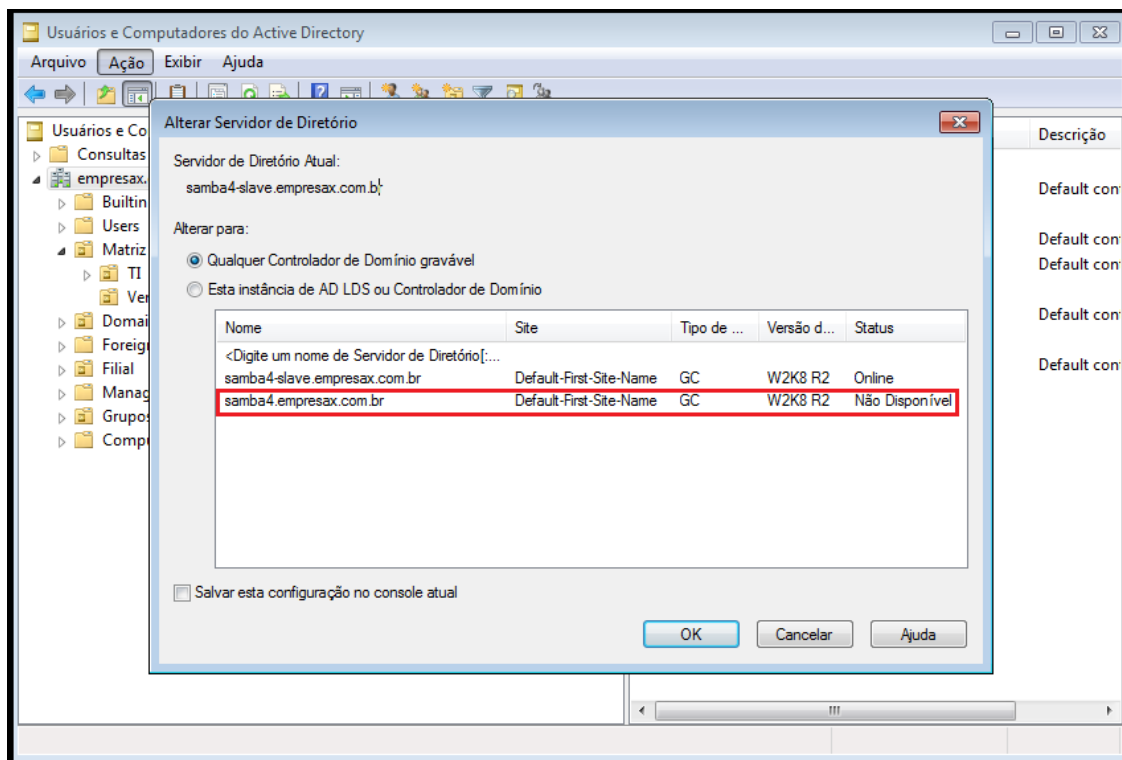 Usuários e Computadores do Active Directory
Arquivo Ação Exibir Ajuda
Alterar Servidor de Diretório
Servidor de Diretório Atual:
samba4-slave.empresax.com.br
Alterar para:
Qualquer Controlador de Domínio gravável
Esta instância de AD LDS ou Controlador de Domínio
Nome Site Tipo de ... Versão d... Status
<Digite um nome de Servidor de Diretório[:...
samba4-slave.empresax.com.br Default-First-Site-Name GC W2K8 R2 Online
samba4.empresax.com.br Default-First-Site-Name GC W2K8 R2 Não Disponível
Salvar esta configuração no console atual
OK Cancelar Ajuda
Usuários e Co
Consultas
empresax.
Builtin
Users
Matriz
TI
Ver
Domai
Foreig
Filial
Manag
Grupos
Comp
Descrição
Default con
Default con
Default con
Default con
Default con